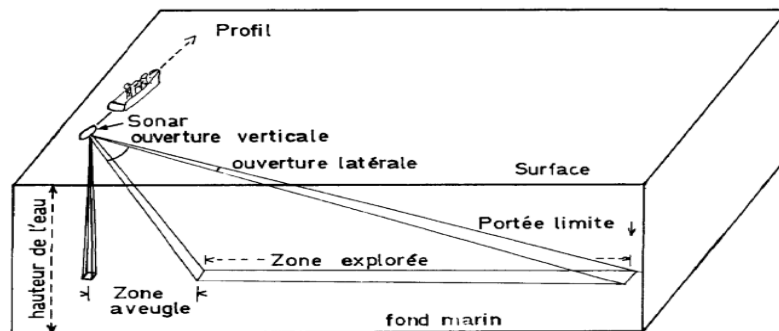 Profil
Sonar
ouverture verticale
ouverture latérale
Surface
Portée limite
hauteur de l'eau
Zone explorée
Zone
aveugle
fond marin